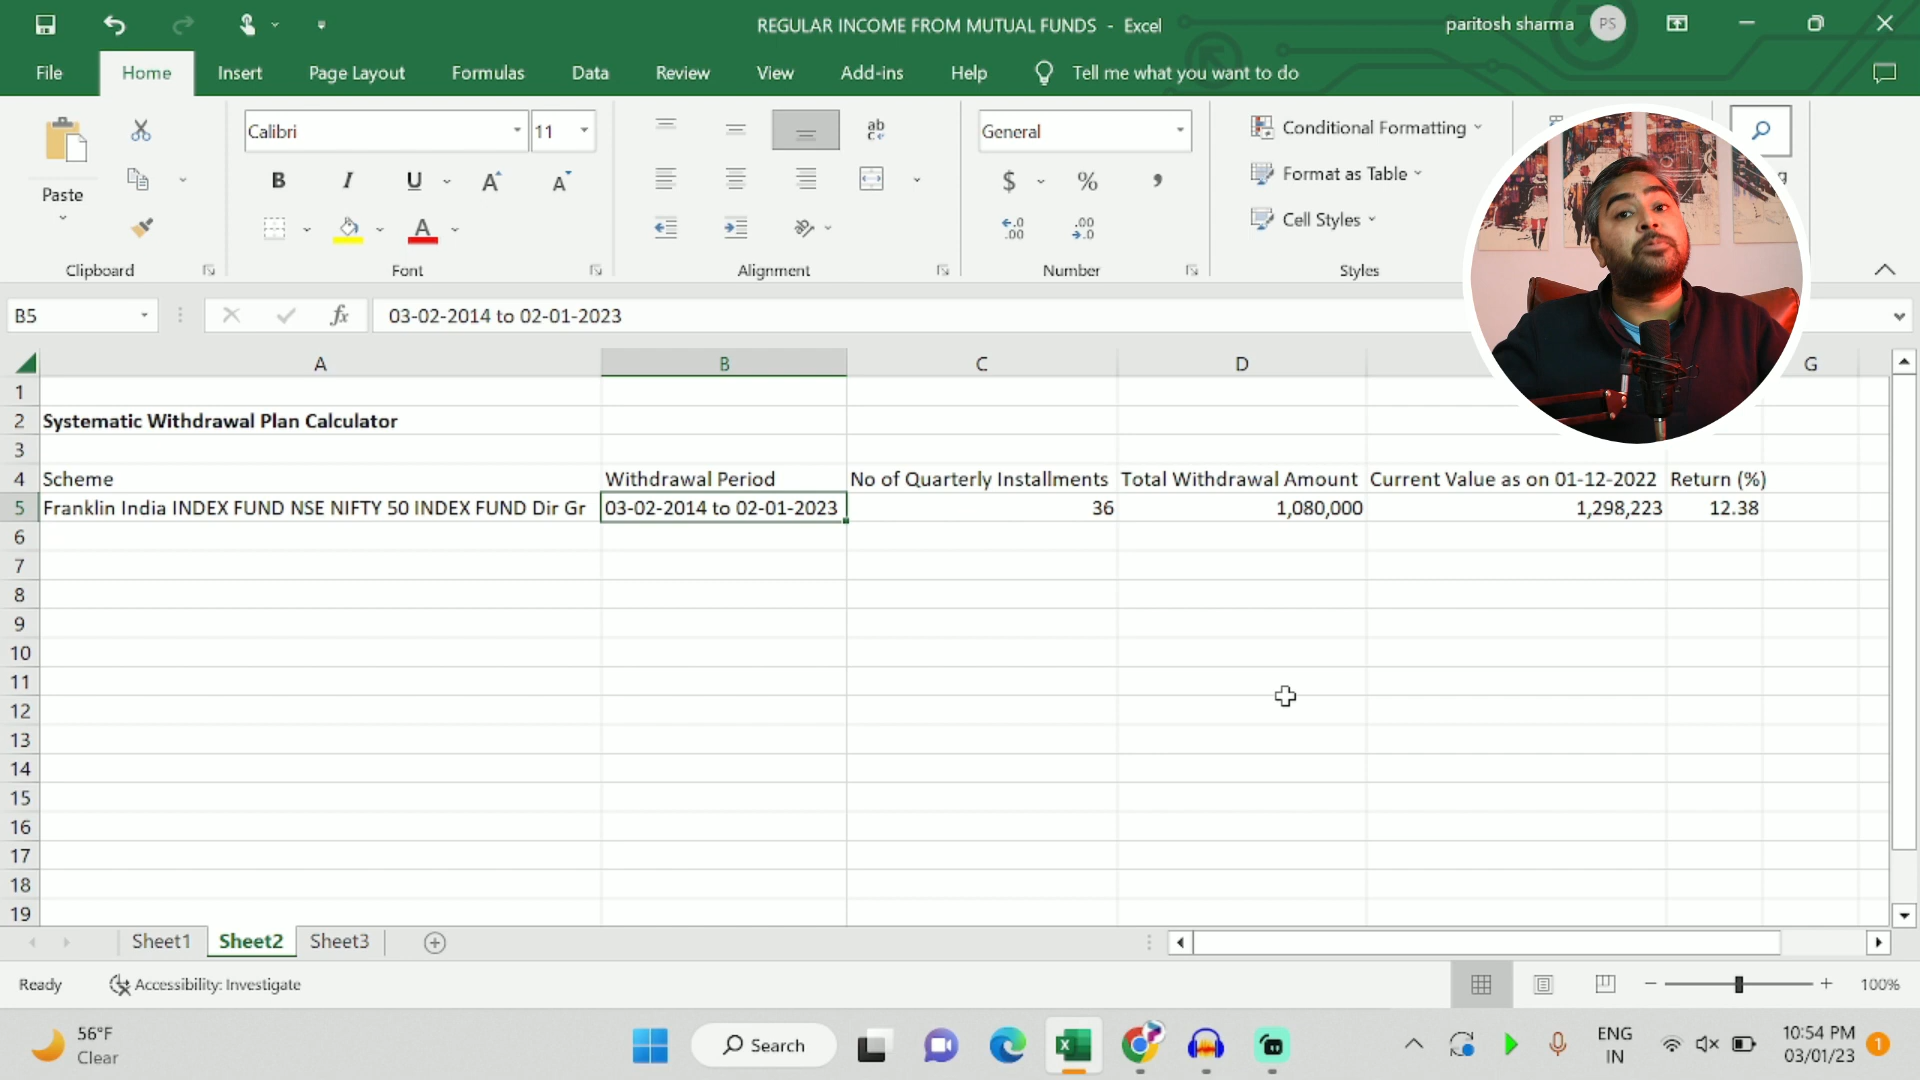 REGULAR INCOME FROM MUTUAL FUNDS - Excel
paritosh sharma
PS
File Home Insert Page Layout Formulas Data Review View Add-ins Help Tell me what you want to do
Paste
Clipboard
Calibri 11
B I U A A
A
Font
ab
Alignment
General
$ % ,
Number
Conditional Formatting
Format as Table
Cell Styles
Styles
B5
fx
03-02-2014 to 02-01-2023
A B C D G
1
2 Systematic Withdrawal Plan Calculator
3
4 Scheme Withdrawal Period No of Quarterly Installments Total Withdrawal Amount Current Value as on 01-12-2022 Return (%)
5 Franklin India INDEX FUND NSE NIFTY 50 INDEX FUND Dir Gr 03-02-2014 to 02-01-2023 36 1,080,000 1,298,223 12.38
6
7
8
9
10
11
12
13
14
15
16
17
18
19
Sheet1 Sheet2 Sheet3
Ready Accessibility: Investigate 100%
56°F
Clear
Search
ENG
IN
10:54 PM
03/01/23
1